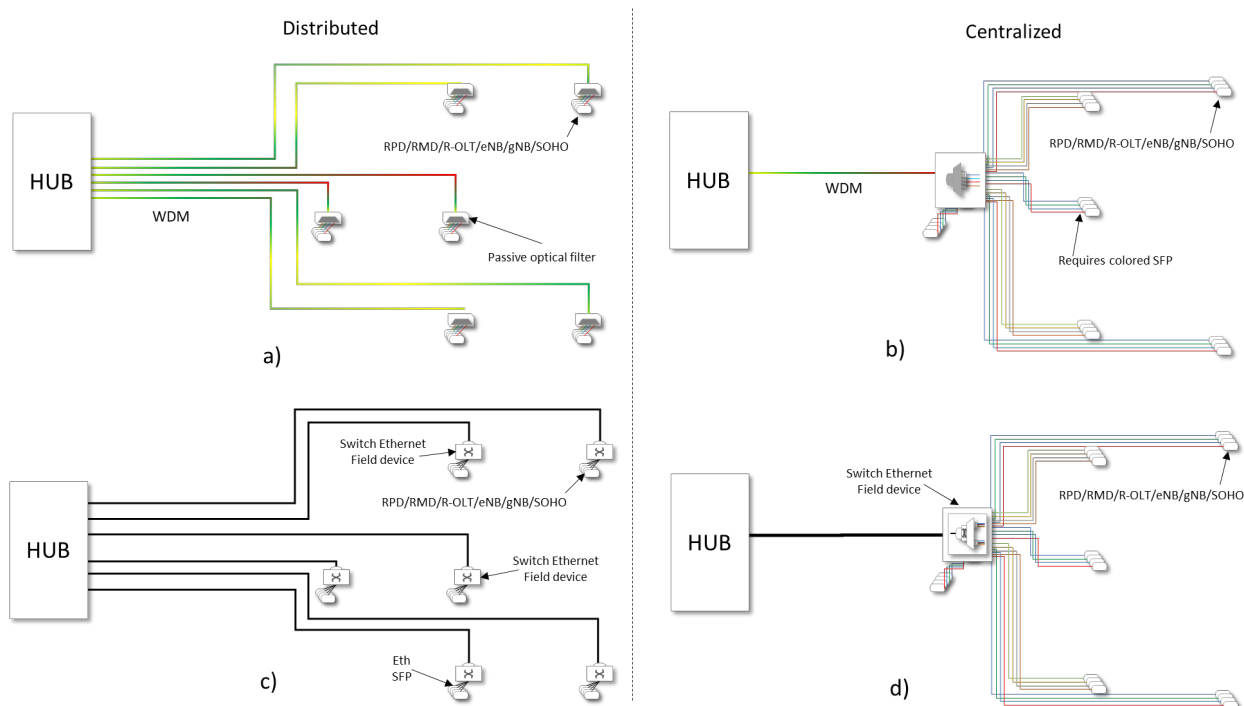 Distributed
Centralized
HUB
WDM
RPD/RMD/R-OLT/eNB/gNB/SOHO
Passive optical filter
a)
HUB
WDM
RPD/RMD/R-OLT/eNB/gNB/SOHO
Requires colored SFP
b)
HUB
Switch Ethernet
Field device
RPD/RMD/R-OLT/eNB/gNB/SOHO
Switch Ethernet
Field device
Eth
SFP
c)
HUB
Switch Ethernet
Field device
RPD/RMD/R-OLT/eNB/gNB/SOHO
d)